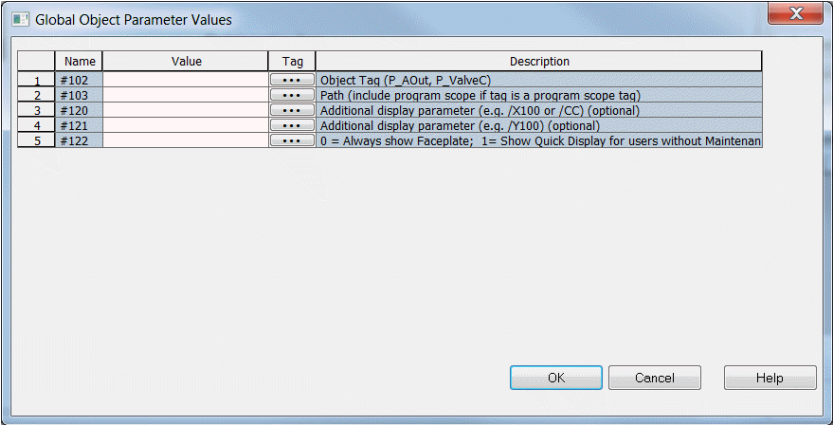 Global Object Parameter Values
Name Value Tag Description
1 #102 ••• Object Tag (P_AOut, P_ValveC)
2 #103 ••• Path (include program scope if tag is a program scope tag)
3 #120 ••• Additional display parameter (e.g. /X100 or /CC) (optional)
4 #121 ••• Additional display parameter (e.g. /Y100) (optional)
5 #122 ••• 0 = Always show Faceplate; 1= Show Quick Display for users without Maintenan
OK Cancel Help